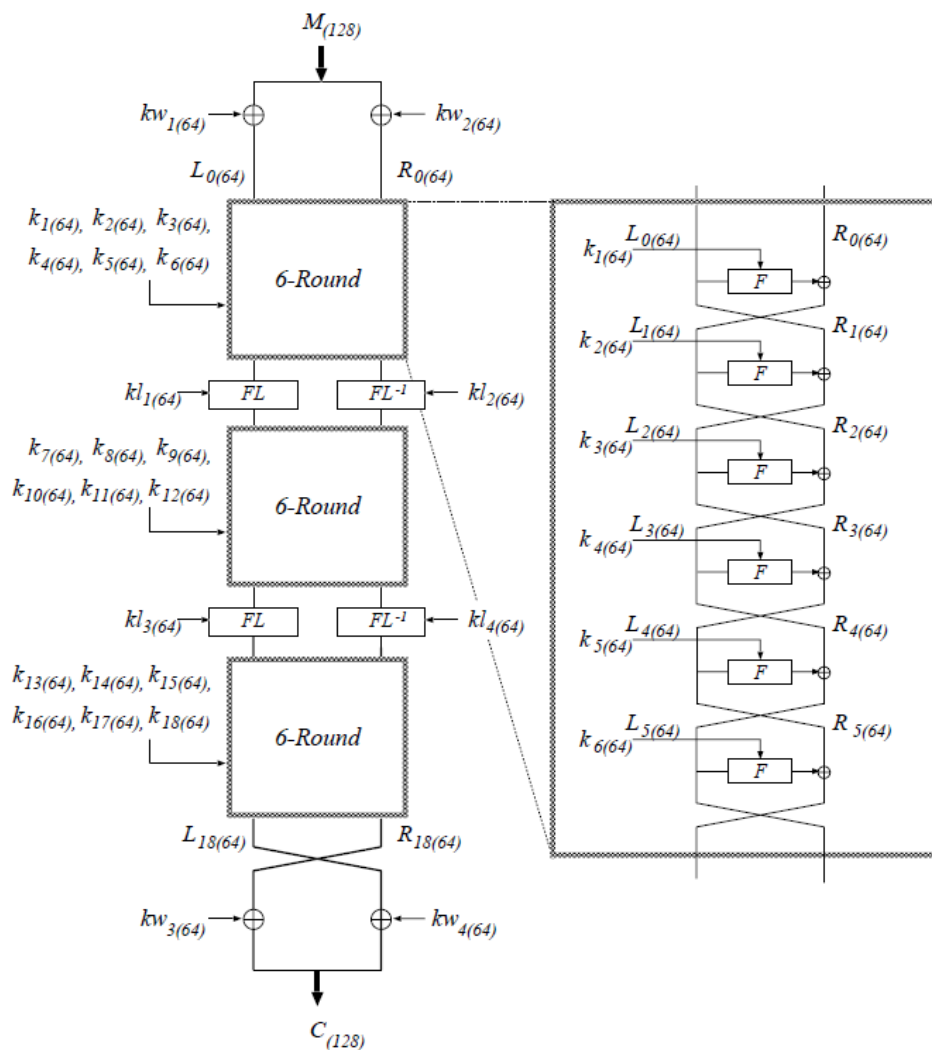 M(128)
kw1(64)
kw2(64)
L0(64)
R0(64)
k1(64), k2(64), k3(64),
k4(64), k5(64), k6(64)
6-Round
kl1(64)
FL
FL-1
kl2(64)
k7(64), k8(64), k9(64),
k10(64), k11(64), k12(64)
6-Round
kl3(64)
FL
FL-1
kl4(64)
k13(64), k14(64), k15(64),
k16(64), k17(64), k18(64)
6-Round
L18(64)
R18(64)
kw3(64)
kw4(64)
C(128)
L0(64)
R0(64)
k1(64)
F
L1(64)
R1(64)
k2(64)
F
L2(64)
R2(64)
k3(64)
F
L3(64)
R3(64)
k4(64)
F
L4(64)
R4(64)
k5(64)
F
L5(64)
R5(64)
k6(64)
F